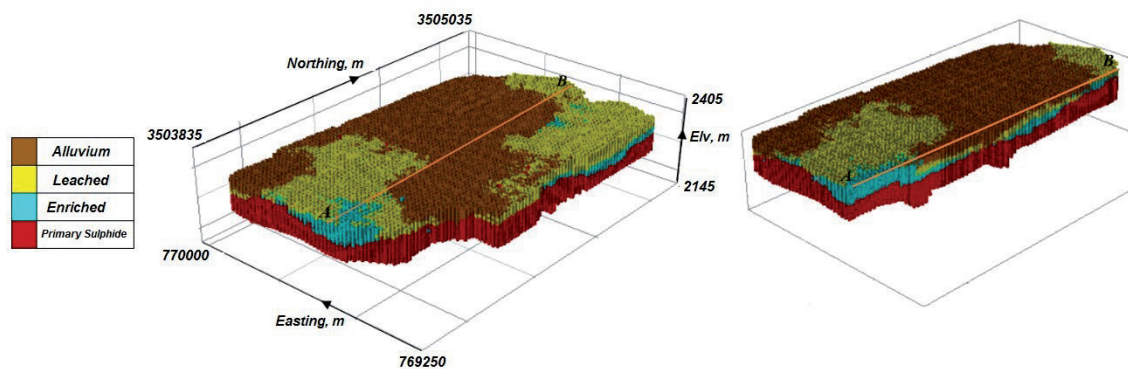 Alluvium
Leached
Enriched
Primary Sulphide
3505035
Northing, m
3503835
B
A
2405
Elv, m
2145
770000
Easting, m
769250
B
A